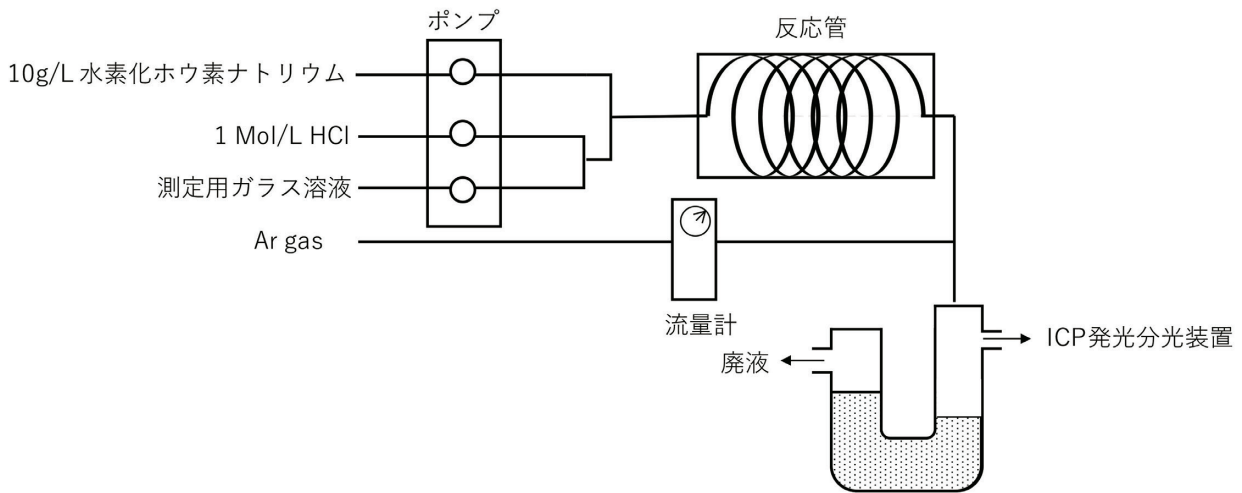 ポンプ
反応管
10g/L 水素化ホウ素ナトリウム
1 Mol/L HCl
測定用ガラス溶液
Ar gas
流量計
ICP発光分光装置
廃液